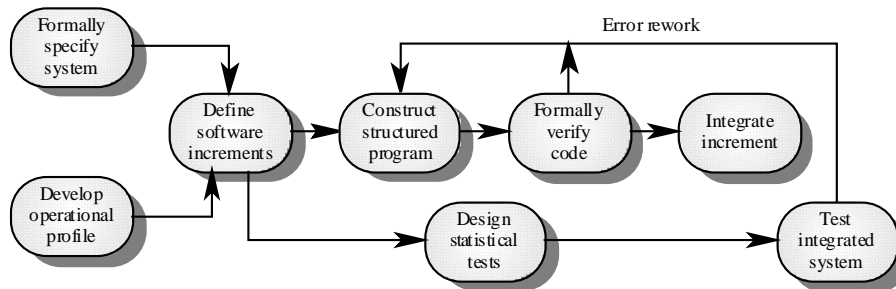 Formally
specify
system
Error rework
Define
software
increments
Construct
structured
program
Formally
verify
code
Integrate
increment
Develop
operational
profile
Design
statistical
tests
Test
integrated
system